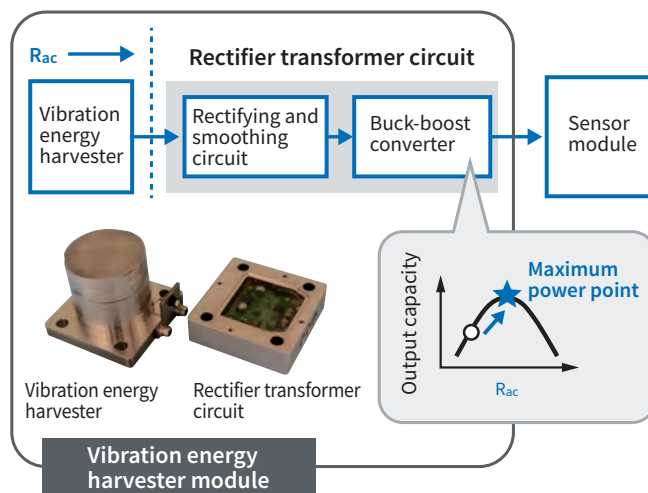 Rac
Rectifier transformer circuit
Vibration
energy
harvester
Rectifying and
smoothing
circuit
Buck-boost
converter
Sensor
module
Maximum
power point
Output capacity
Rac
Vibration energy
harvester
Rectifier transformer
circuit
Vibration energy
harvester module